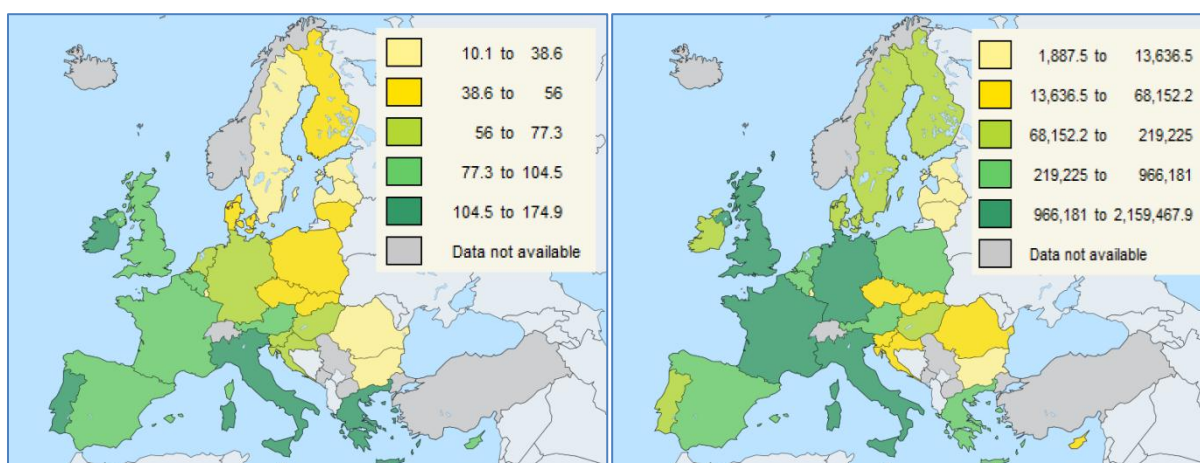 10.1 to 38.6
38.6 to 56
56 to 77.3
77.3 to 104.5
104.5 to 174.9
Data not available
1,887.5 to 13,636.5
13,636.5 to 68,152.2
68,152.2 to 219,225
219,225 to 966,181
966,181 to 2,159,467.9
Data not available